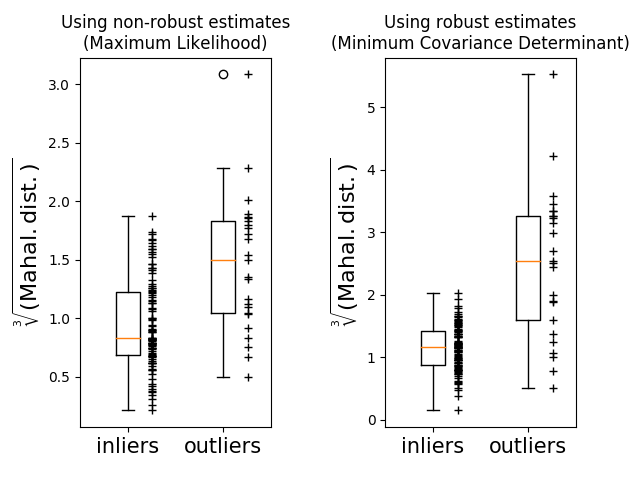 Using non-robust estimates
(Maximum Likelihood)
3.0
2.5
2.0
1.5
1.0
0.5
∛(Mahal. dist.)
inliers
outliers
Using robust estimates
(Minimum Covariance Determinant)
5
4
3
2
1
0
∛(Mahal. dist.)
inliers
outliers